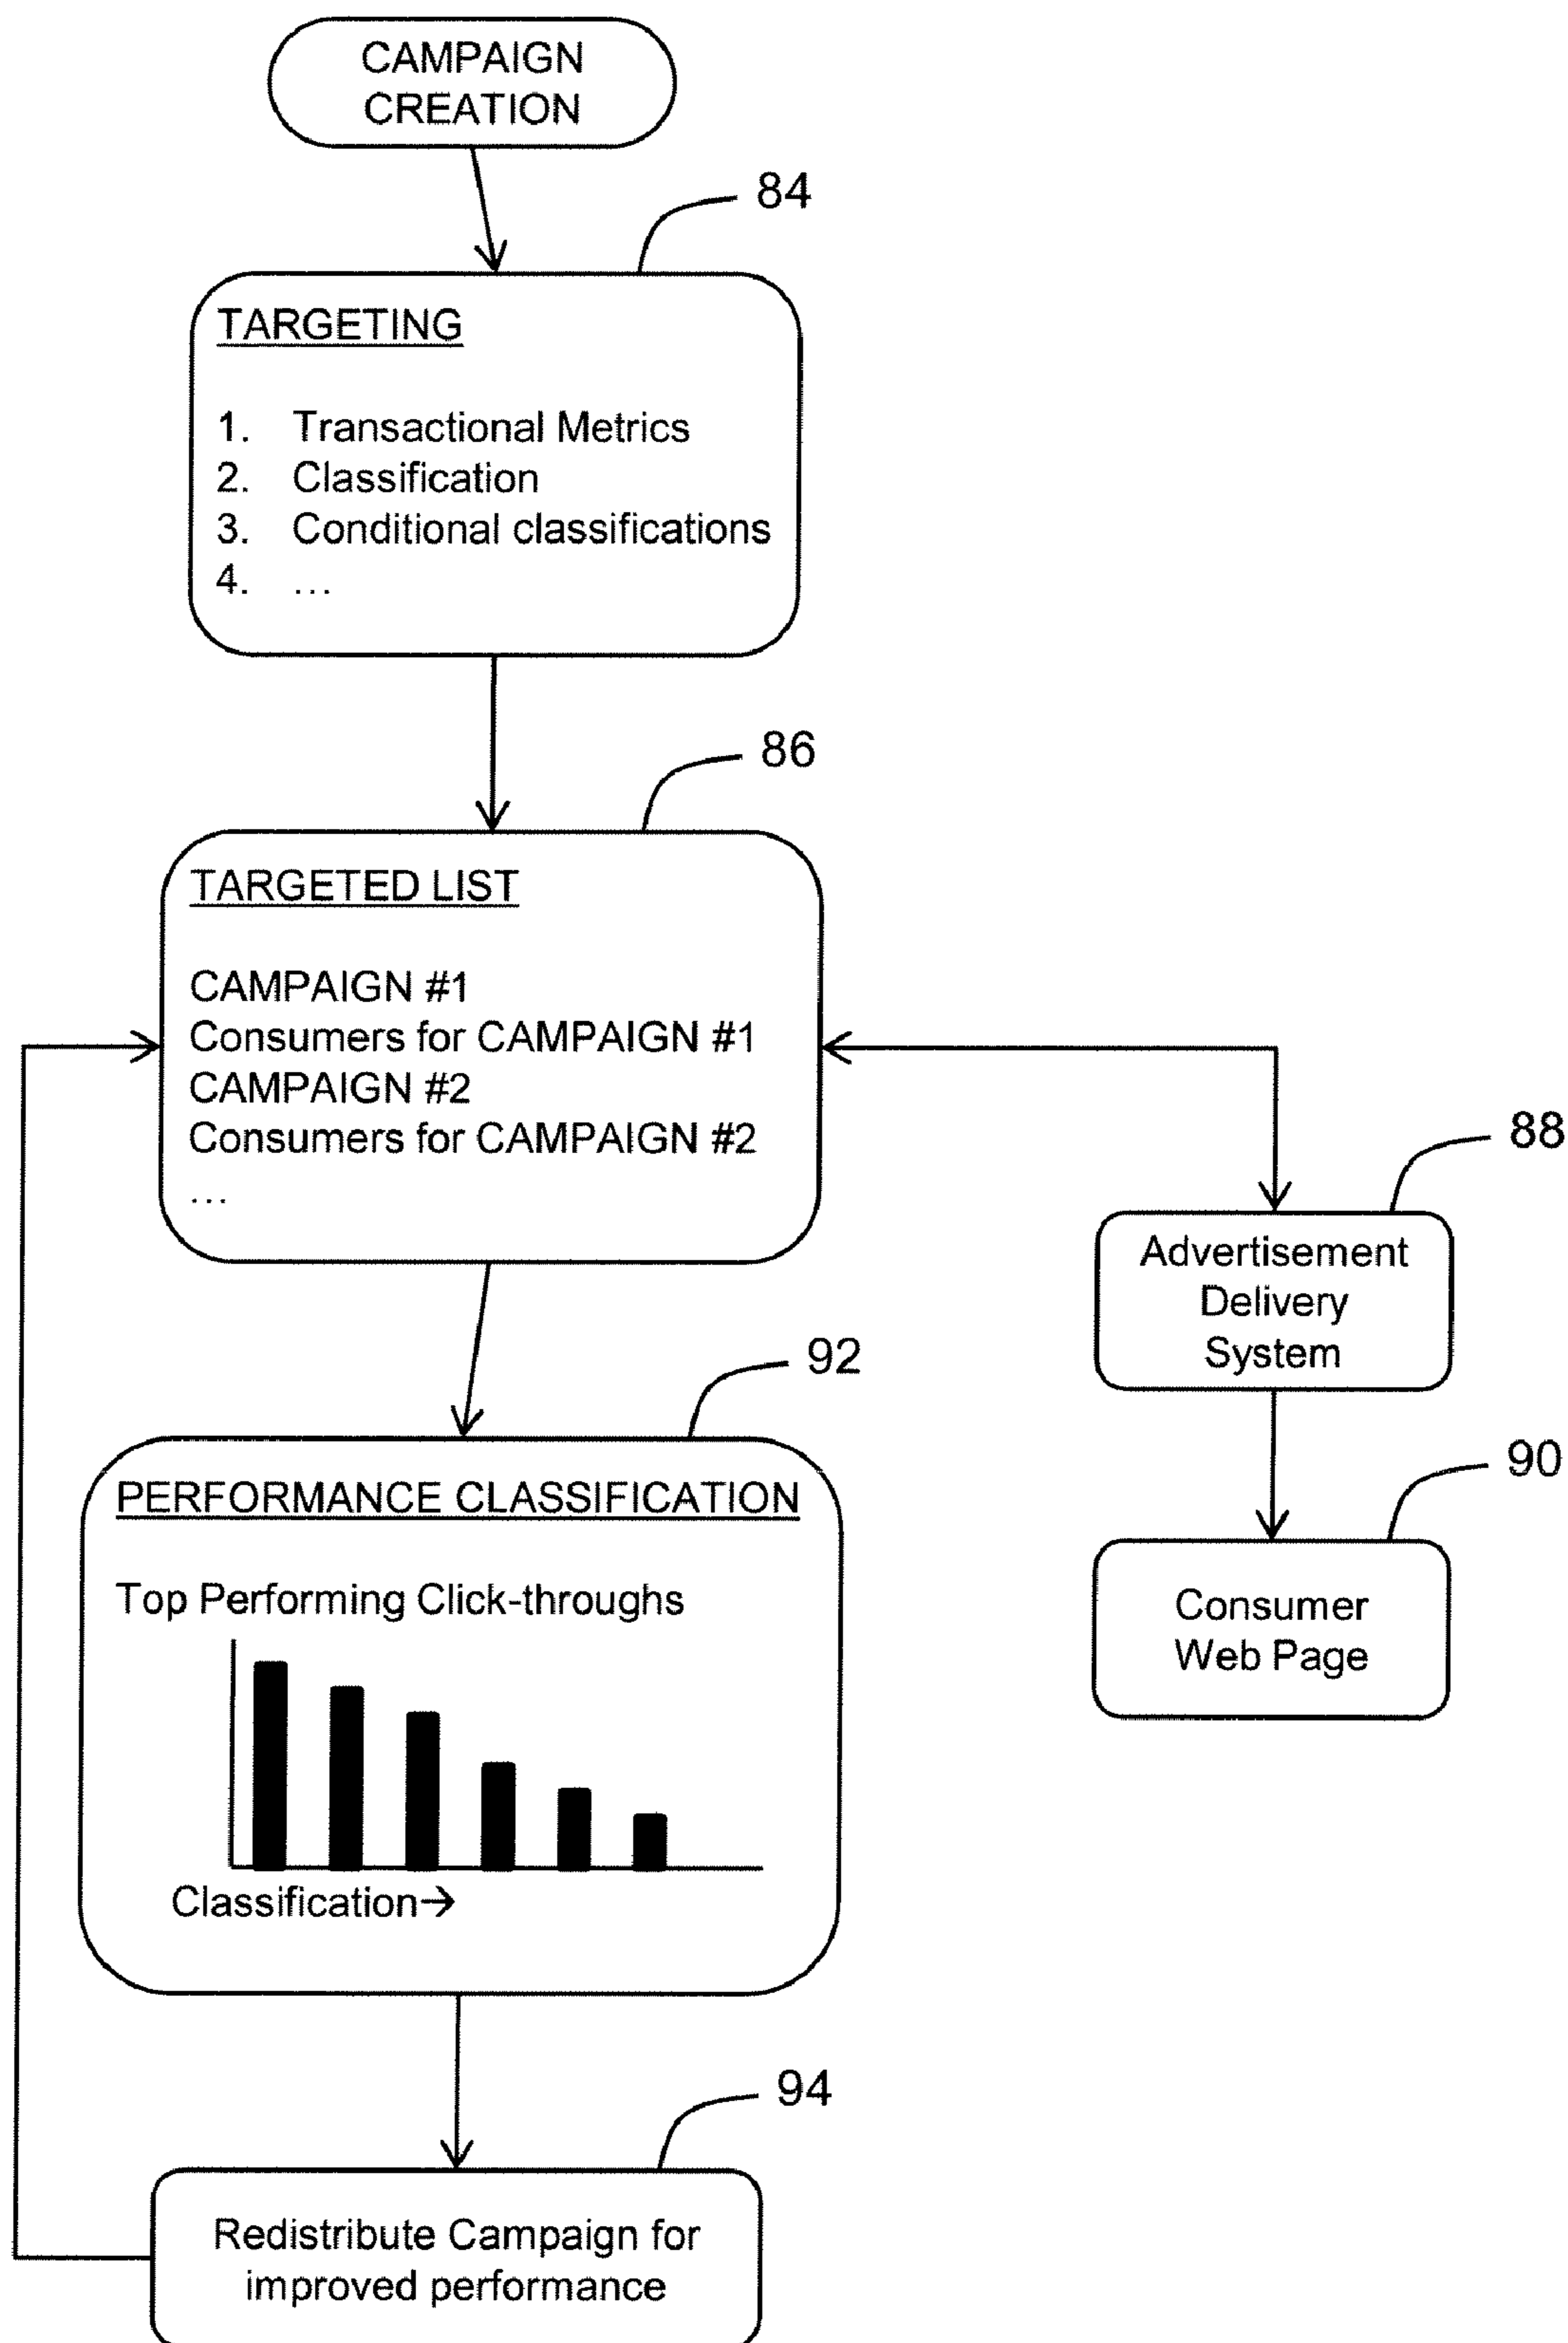 CAMPAIGN
CREATION
84
TARGETING
1. Transactional Metrics
2. Classification
3. Conditional classifications
4. ...
86
TARGETED LIST
CAMPAIGN #1
Consumers for CAMPAIGN #1
CAMPAIGN #2
Consumers for CAMPAIGN #2
...
88
Advertisement
Delivery
System
90
Consumer
Web Page
92
PERFORMANCE CLASSIFICATION
Top Performing Click-throughs
Classification→
94
Redistribute Campaign for
improved performance